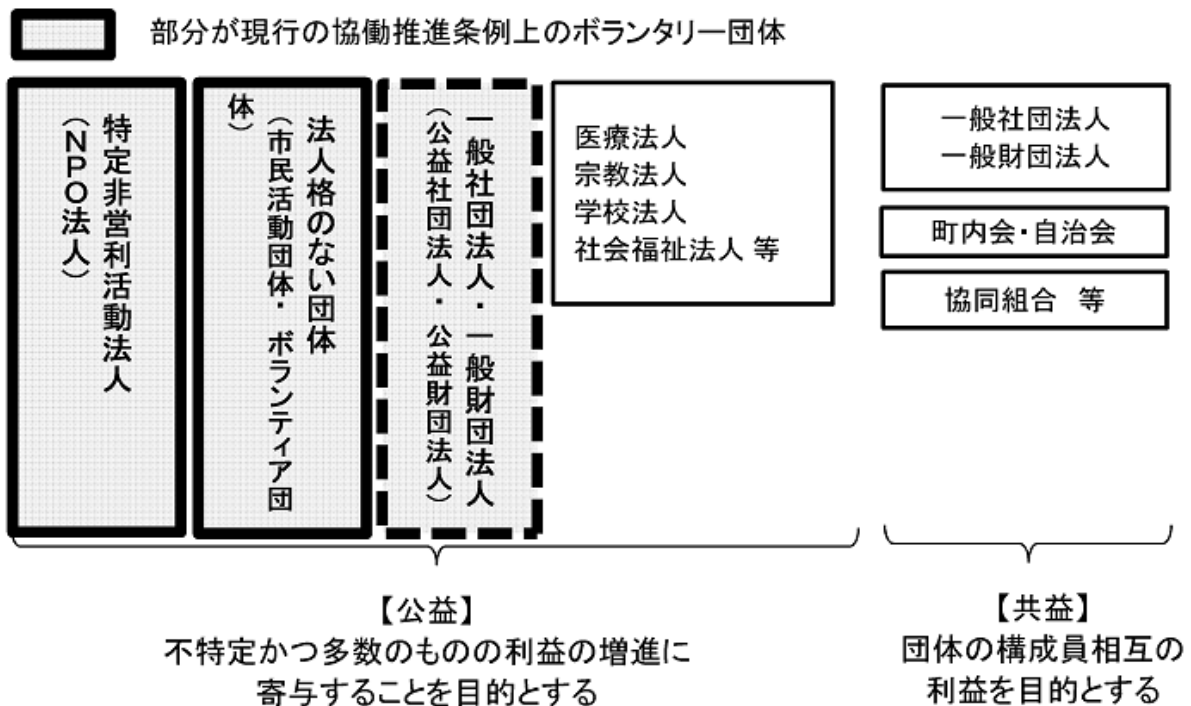 部分が現行の協働推進条例上のボランタリー団体
特定非営利活動法人
（ＮＰＯ法人）
法人格のない団体
（市民活動団体・ ボランティア団
体）
一般社団法人・一般財団法人
（公益社団法人・公益財団法人）
医療法人
宗教法人
学校法人
社会福祉法人 等
一般社団法人
一般財団法人
町内会・自治会
協同組合　等
【公益】
不特定かつ多数のものの利益の増進に
寄与することを目的とする
【共益】
団体の構成員相互の
利益を目的とする